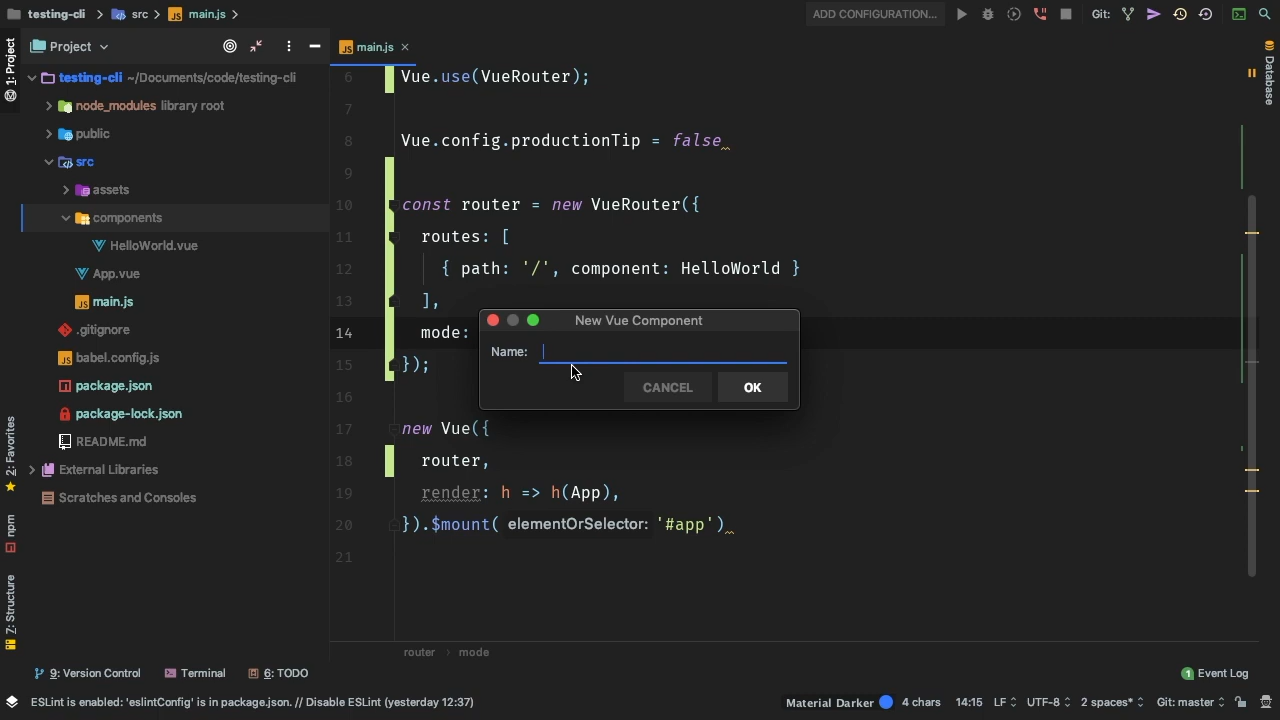 testing-cli
src
main.js
ADD CONFIGURATION...
Git:
1: Project
Project
testing-cli ~/Documents/code/testing-cli
node_modules library root
public
src
assets
components
HelloWorld.vue
App.vue
main.js
.gitignore
babel.config.js
package.json
package-lock.json
README.md
External Libraries
Scratches and Consoles
2: Favorites
npm
7: Structure
main.js
6 Vue.use(VueRouter);
7
8 Vue.config.productionTip = false
9
10 const router = new VueRouter({
11 routes: [
12 { path: '/', component: HelloWorld }
13 ],
14 mode:
15 });
16
17 new Vue({
18 router,
19 render: h => h(App),
20 }).$mount( elementOrSelector: '#app')
21
New Vue Component
Name:
CANCEL
OK
Database
router › mode
9: Version Control
Terminal
6: TODO
1 Event Log
ESLint is enabled: 'eslintConfig' is in package.json. // Disable ESLint (yesterday 12:37)
Material Darker
4 chars
14:15
LF
UTF-8
2 spaces*
Git: master